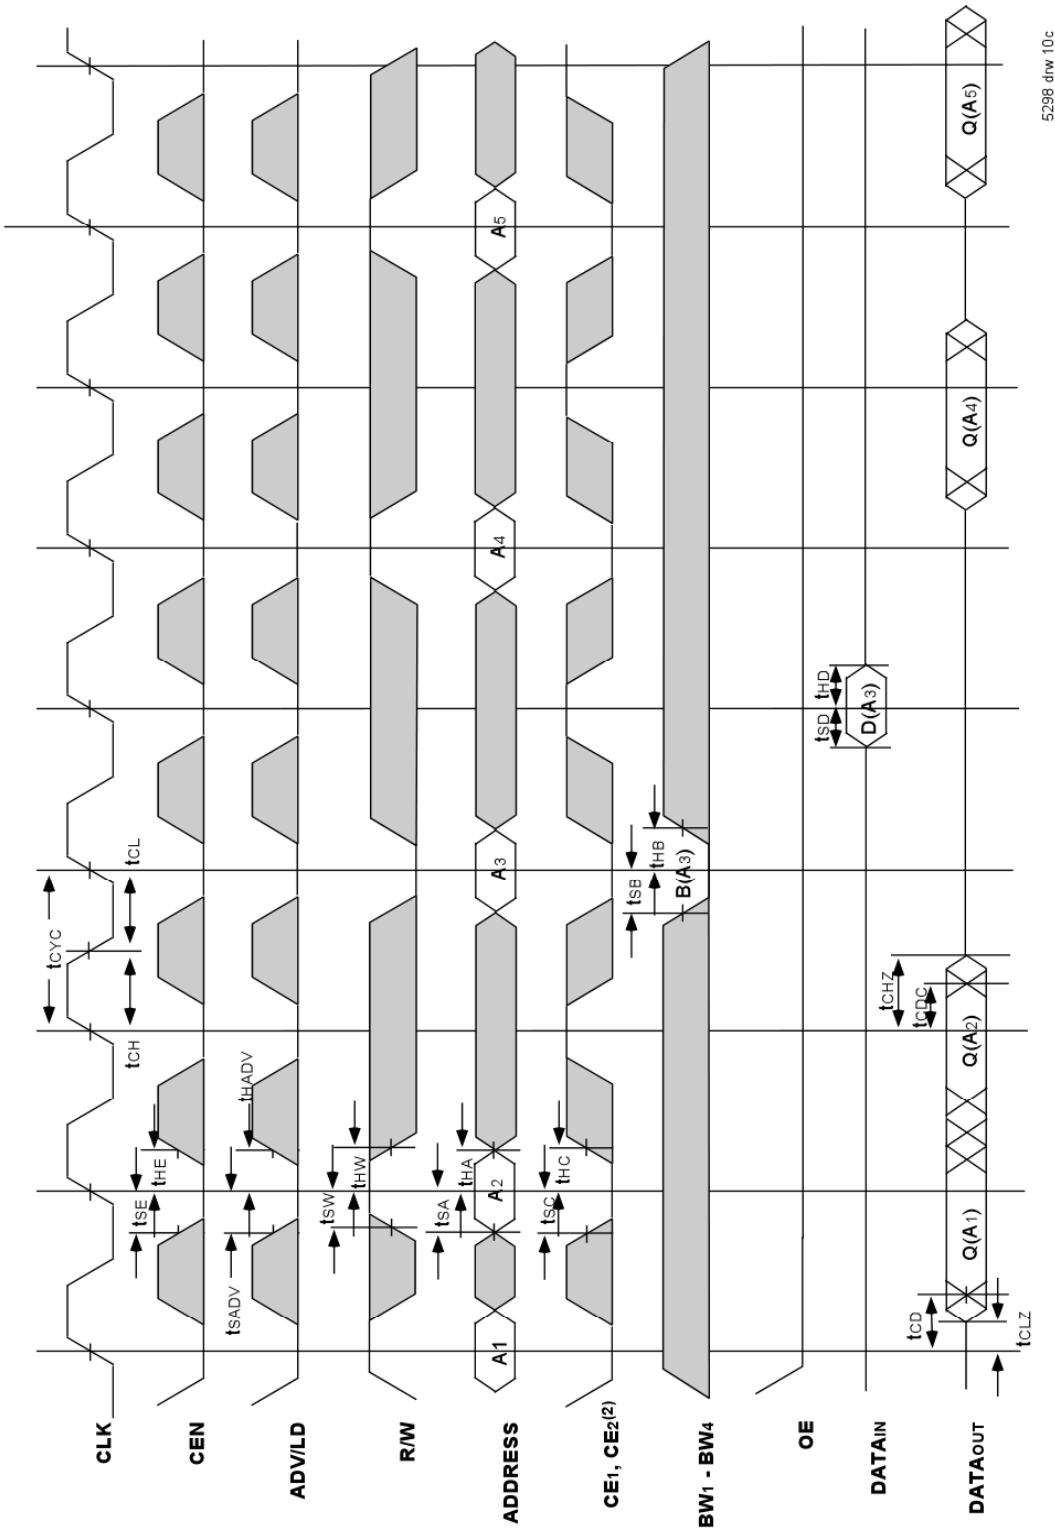 tCYC
CLK
tCH
tCL
CEN
tSE
tHE
ADV/LD
tSADV
tHADV
R/W
tSW
tHW
ADDRESS
A1
tSA
A2
tHA
A3
A4
A5
CE1, CE2(2)
tSC
tHC
BW1 - BW4
tSB
B(A3)
tHB
OE
DATAIN
tSD
D(A3)
tHD
DATAOUT
tCD
tCLZ
Q(A1)
Q(A2)
tCDC
tCHZ
Q(A4)
Q(A5)
5298 drw 10c